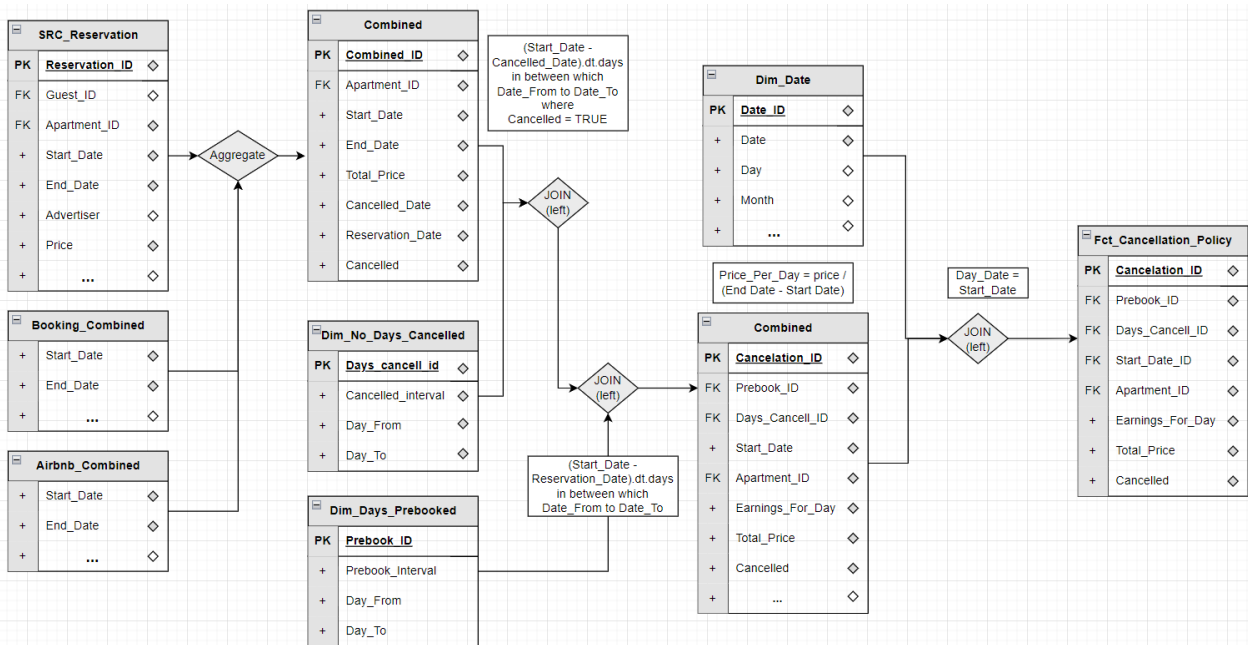 SRC_Reservation
PK Reservation_ID
FK Guest_ID
FK Apartment_ID
+ Start_Date
+ End_Date
+ Advertiser
+ Price
+ ...
Booking_Combined
+ Start_Date
+ End_Date
+ ...
Airbnb_Combined
+ Start_Date
+ End_Date
+ ...
Aggregate
Combined
PK Combined_ID
FK Apartment_ID
+ Start_Date
+ End_Date
+ Total_Price
+ Cancelled_Date
+ Reservation_Date
+ Cancelled
Dim_No_Days_Cancelled
PK Days_cancell_id
+ Cancelled_interval
+ Day_From
+ Day_To
Dim_Days_Prebooked
PK Prebook_ID
+ Prebook_Interval
+ Day_From
+ Day_To
(Start_Date -
Cancelled_Date).dt.days
in between which
Date_From to Date_To
where
Cancelled = TRUE
JOIN
(left)
JOIN
(left)
(Start_Date -
Reservation_Date).dt.days
in between which
Date_From to Date_To
Dim_Date
PK Date_ID
+ Date
+ Day
+ Month
+ ...
Price_Per_Day = price /
(End Date - Start Date)
Combined
PK Cancelation_ID
FK Prebook_ID
FK Days_Cancell_ID
+ Start_Date
FK Apartment_ID
+ Earnings_For_Day
+ Total_Price
+ Cancelled
+ ...
Day_Date =
Start_Date
JOIN
(left)
Fct_Cancellation_Policy
PK Cancelation_ID
FK Prebook_ID
FK Days_Cancell_ID
FK Start_Date_ID
FK Apartment_ID
+ Earnings_For_Day
+ Total_Price
+ Cancelled